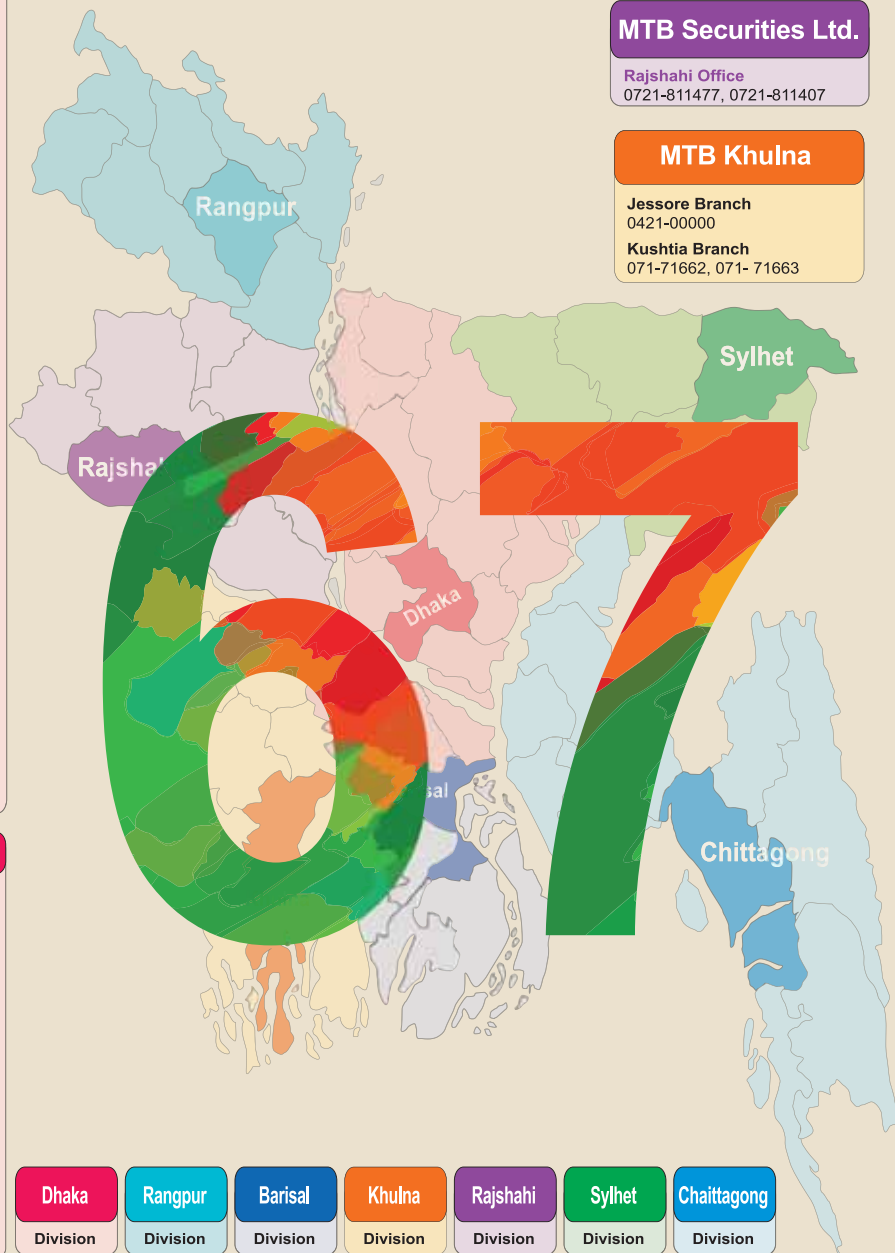 MTB Securities Ltd.
Rajshahi Office
0721-811477, 0721-811407
MTB Khulna
Jessore Branch
0421-00000
Kushtia Branch
071-71662, 071- 71663
Rangpur
Sylhet
Rajsha
67
Dhaka
sal
Chittagong
Dhaka
Division
Rangpur
Division
Barisal
Division
Khulna
Division
Rajshahi
Division
Sylhet
Division
Chaittagong
Division